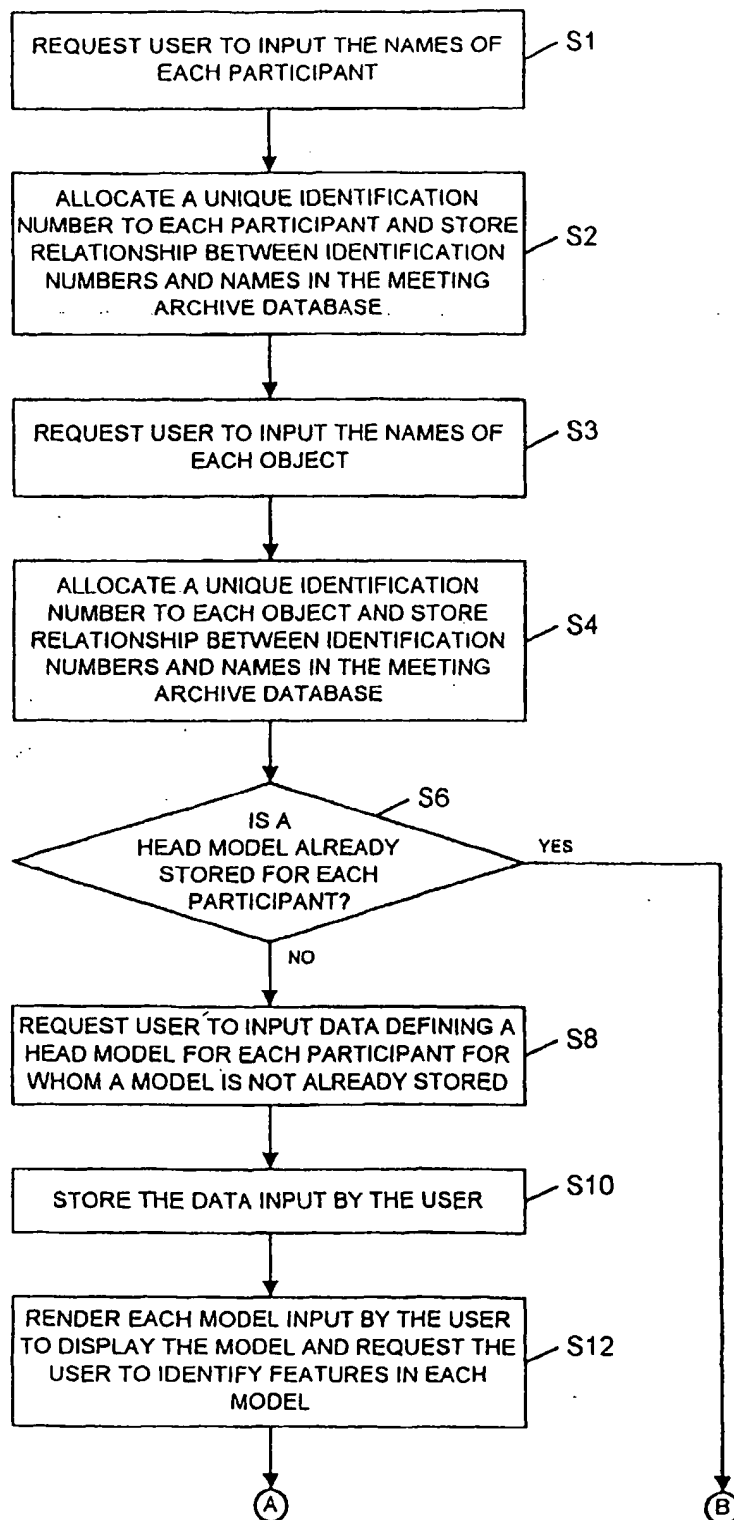 REQUEST USER TO INPUT THE NAMES OF
EACH PARTICIPANT
S1
ALLOCATE A UNIQUE IDENTIFICATION
NUMBER TO EACH PARTICIPANT AND STORE
RELATIONSHIP BETWEEN IDENTIFICATION
NUMBERS AND NAMES IN THE MEETING
ARCHIVE DATABASE
S2
REQUEST USER TO INPUT THE NAMES OF
EACH OBJECT
S3
ALLOCATE A UNIQUE IDENTIFICATION
NUMBER TO EACH OBJECT AND STORE
RELATIONSHIP BETWEEN IDENTIFICATION
NUMBERS AND NAMES IN THE MEETING
ARCHIVE DATABASE
S4
S6
IS A
HEAD MODEL ALREADY
STORED FOR EACH
PARTICIPANT?
YES
NO
REQUEST USER TO INPUT DATA DEFINING A
HEAD MODEL FOR EACH PARTICIPANT FOR
WHOM A MODEL IS NOT ALREADY STORED
S8
STORE THE DATA INPUT BY THE USER
S10
RENDER EACH MODEL INPUT BY THE USER
TO DISPLAY THE MODEL AND REQUEST THE
USER TO IDENTIFY FEATURES IN EACH
MODEL
S12
A
B